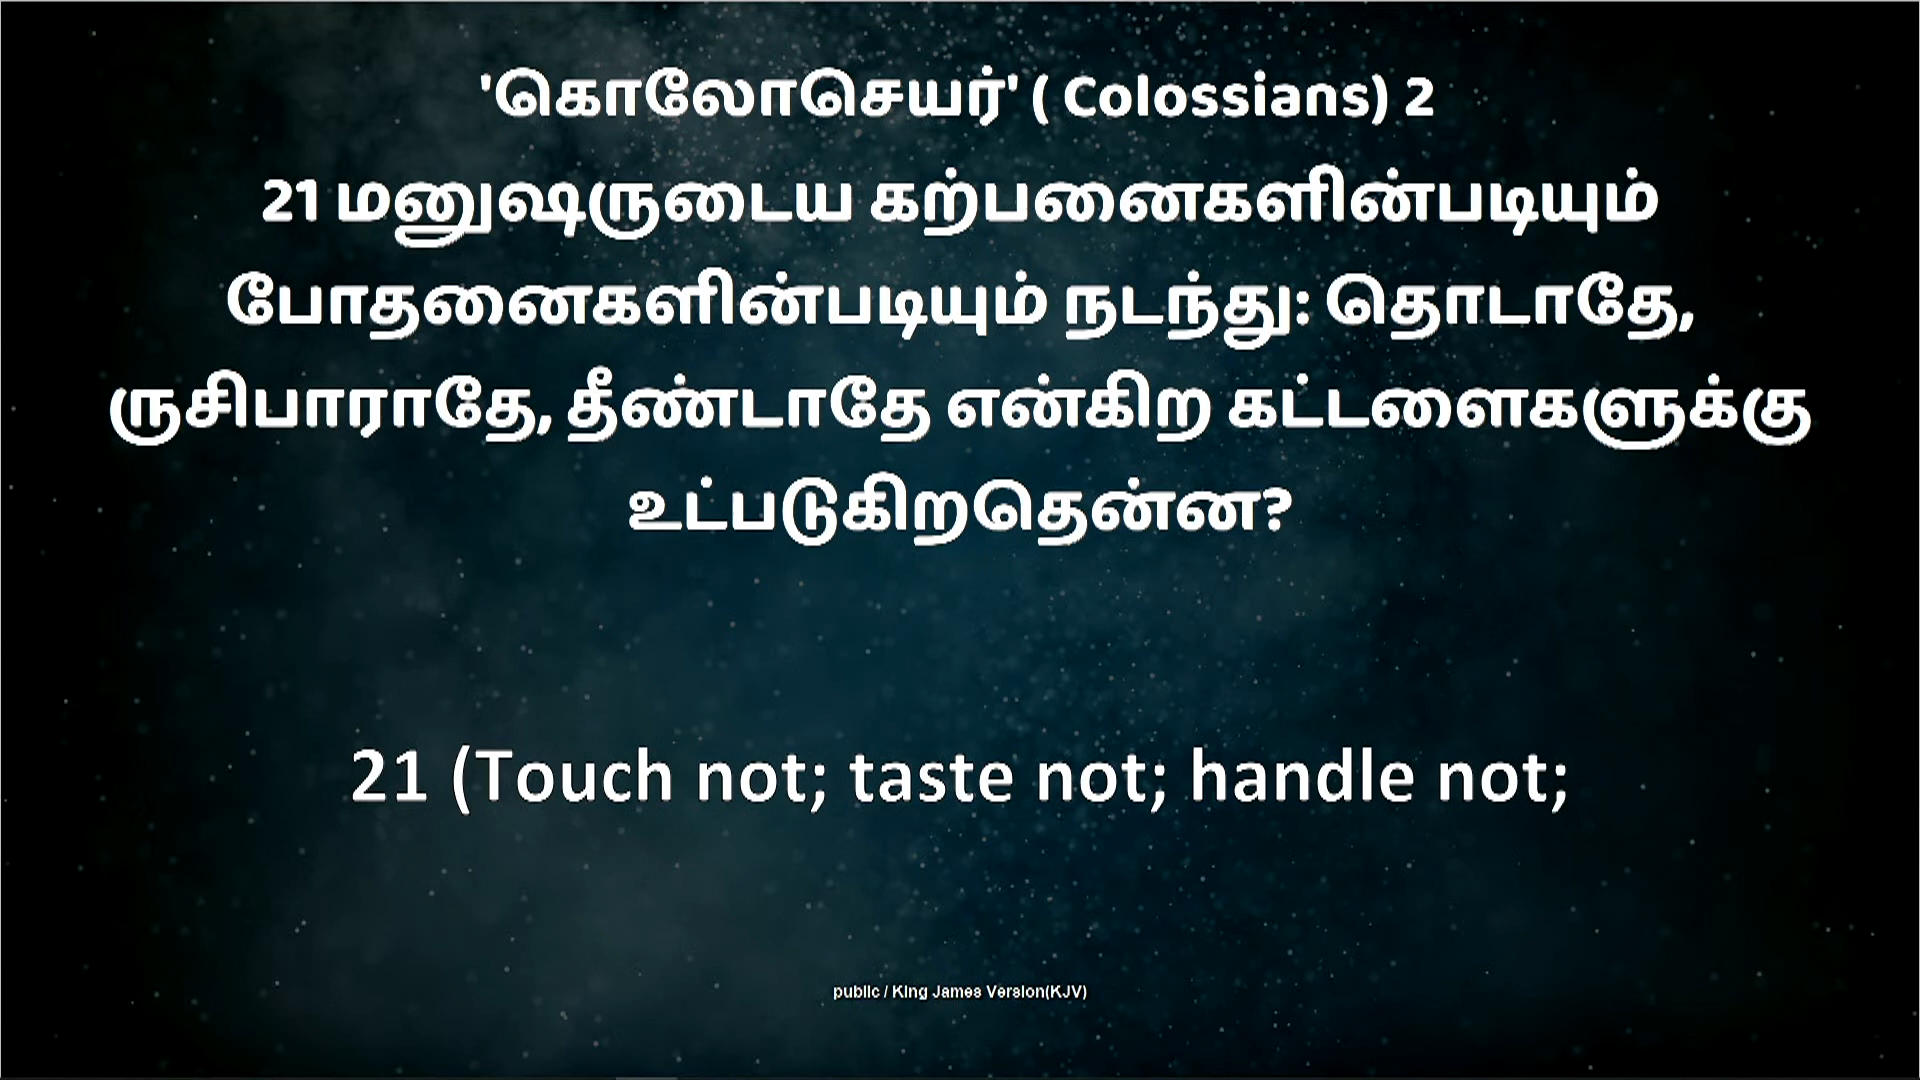 'கொலோசெயர்' ( Colossians) 2
21 மனுஷருடைய கற்பனைகளின்படியும்
போதனைகளின்படியும் நடந்து: தொடாதே,
ருசிபாராதே, தீண்டாதே என்கிற கட்டளைகளுக்கு
உட்படுகிறதென்ன?
21 (Touch not; taste not; handle not;
public / King James Version(KJV)